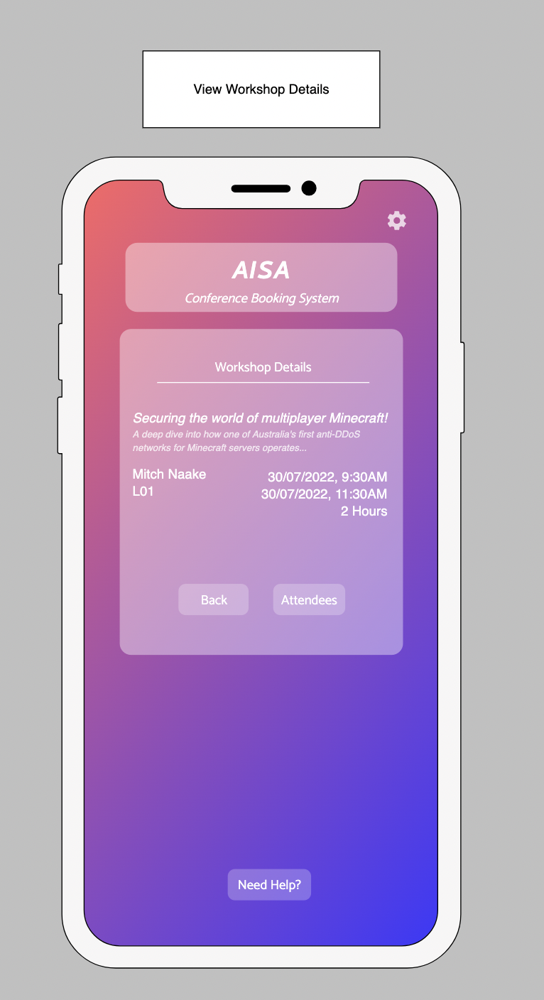 View Workshop Details
AISA
Conference Booking System
Workshop Details
Securing the world of multiplayer Minecraft!
A deep dive into how one of Australia's first anti-DDoS
networks for Minecraft servers operates...
Mitch Naake
L01
30/07/2022, 9:30AM
30/07/2022, 11:30AM
2 Hours
Back
Attendees
Need Help?